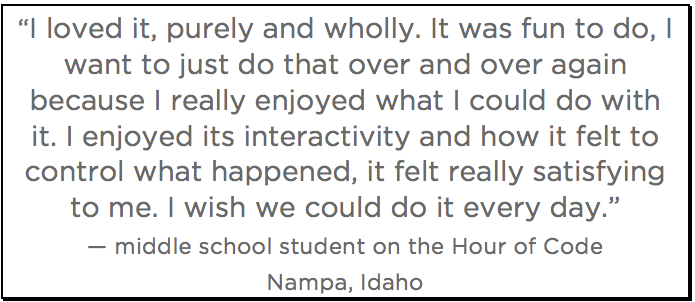 “I loved it, purely and wholly. It was fun to do, I
want to just do that over and over again
because I really enjoyed what I could do with
it. I enjoyed its interactivity and how it felt to
control what happened, it felt really satisfying
to me. I wish we could do it every day.”
— middle school student on the Hour of Code
Nampa, Idaho